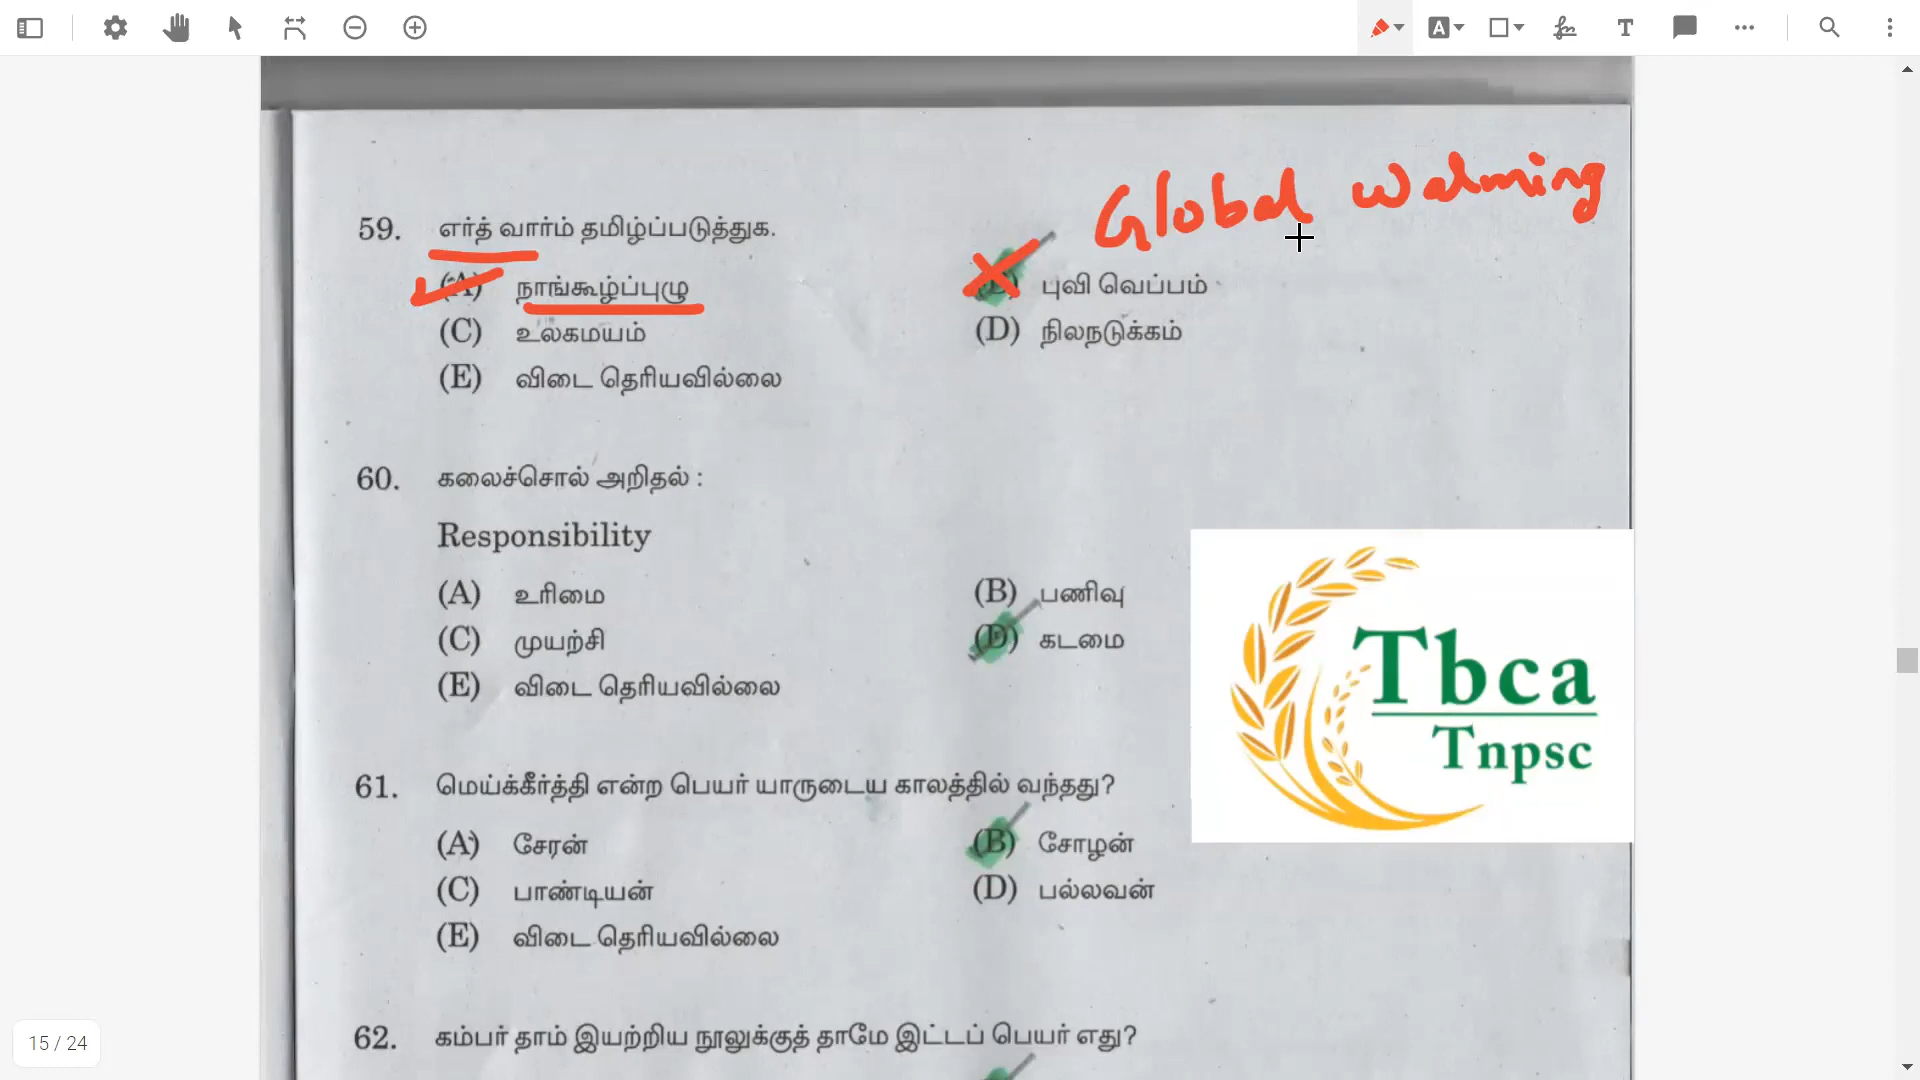 Global warming
59. எர்த் வார்ம் தமிழ்ப்படுத்துக.
(A) நாங்கூழ்ப்புழு
புவி வெப்பம்
(C) உலகமயம்
(D) நிலநடுக்கம்
(E) விடை தெரியவில்லை
60. கலைச்சொல் அறிதல் :
Responsibility
(A) உரிமை
(B) பணிவு
(C) முயற்சி
(D) கடமை
(E) விடை தெரியவில்லை
Tbca
Tnpsc
61. மெய்க்கீர்த்தி என்ற பெயர் யாருடைய காலத்தில் வந்தது?
(A) சேரன்
(B) சோழன்
(C) பாண்டியன்
(D) பல்லவன்
(E) விடை தெரியவில்லை
62. கம்பர் தாம் இயற்றிய நூலுக்குத் தாமே இட்டப் பெயர் எது?
15 / 24